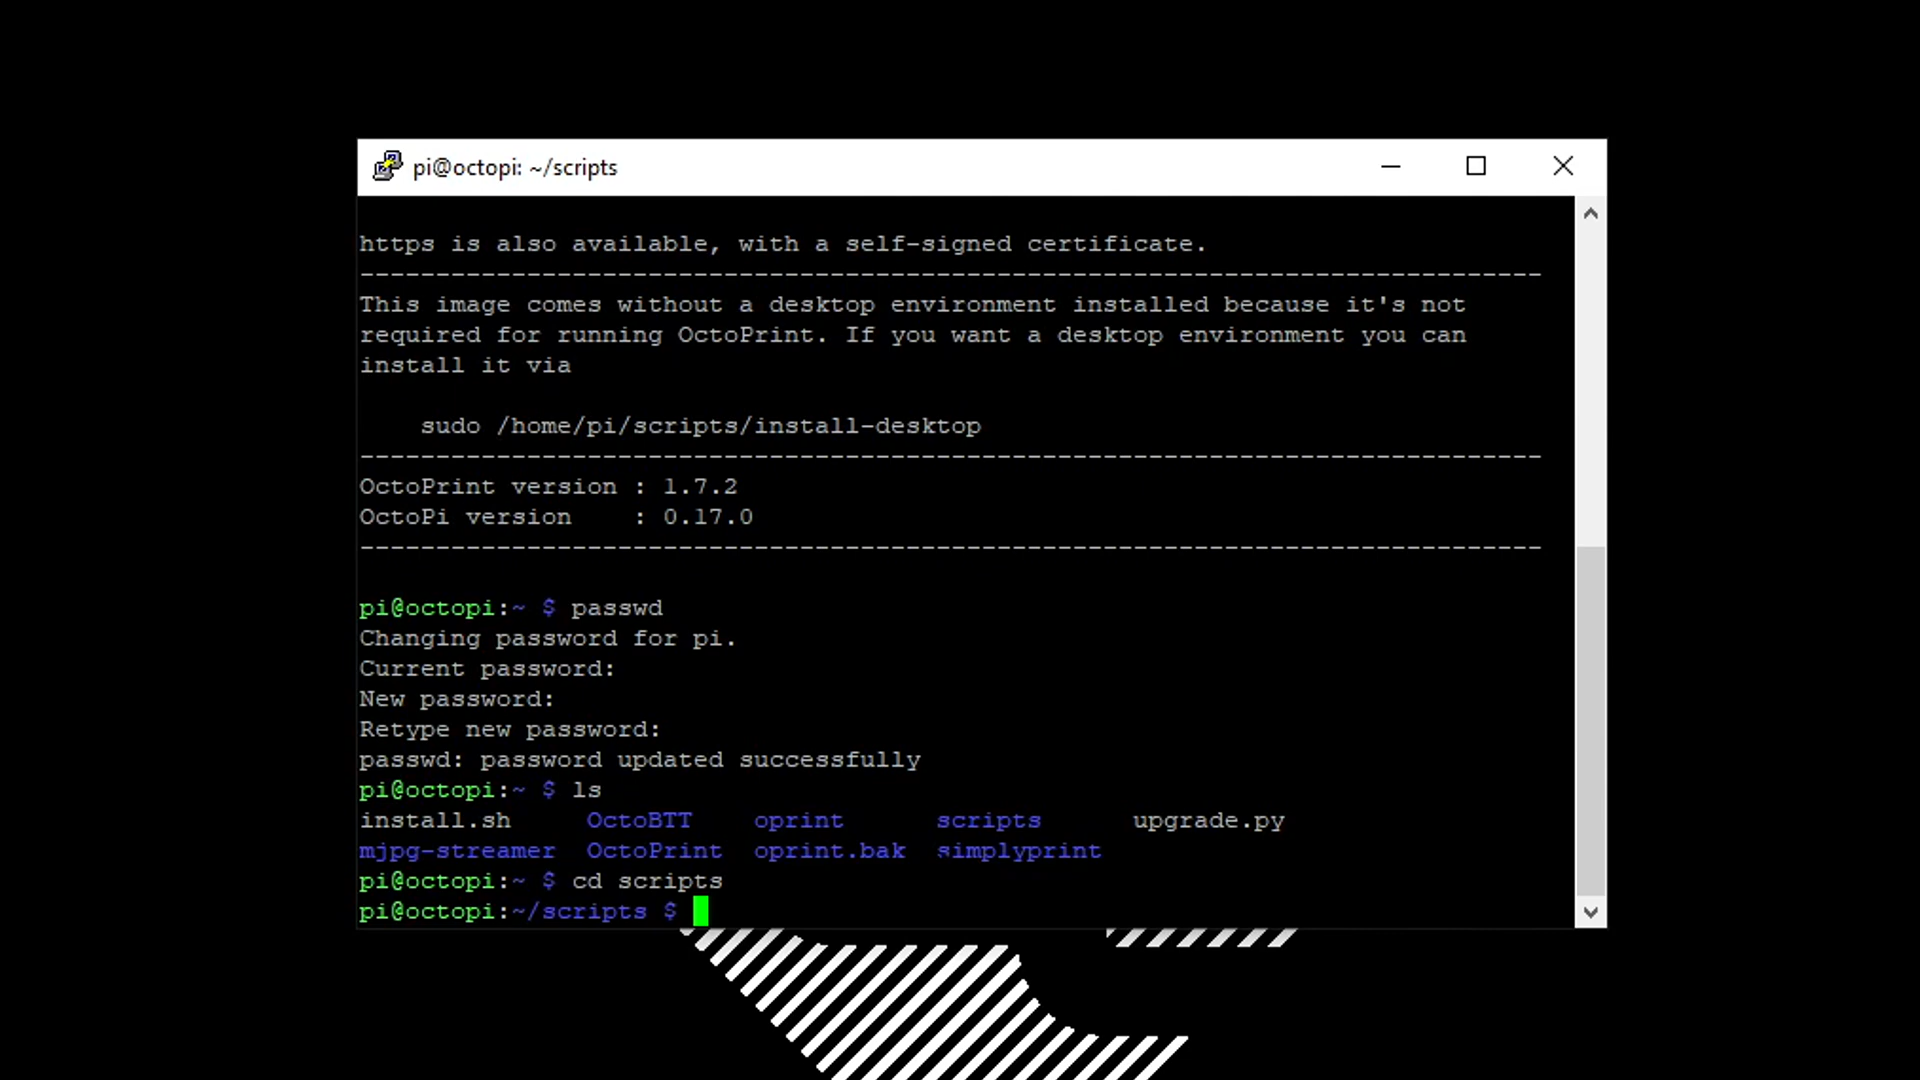 pi@octopi: ~/scripts
https is also available, with a self-signed certificate.
------------------------------------------------------------------------------
This image comes without a desktop environment installed because it's not
required for running OctoPrint. If you want a desktop environment you can
install it via
sudo /home/pi/scripts/install-desktop
------------------------------------------------------------------------------
OctoPrint version : 1.7.2
OctoPi version    : 0.17.0
------------------------------------------------------------------------------
pi@octopi:~ $ passwd
Changing password for pi.
Current password:
New password:
Retype new password:
passwd: password updated successfully
pi@octopi:~ $ ls
install.sh     OctoBTT    oprint      scripts      upgrade.py
mjpg-streamer  OctoPrint  oprint.bak  simplyprint
pi@octopi:~ $ cd scripts
pi@octopi:~/scripts $